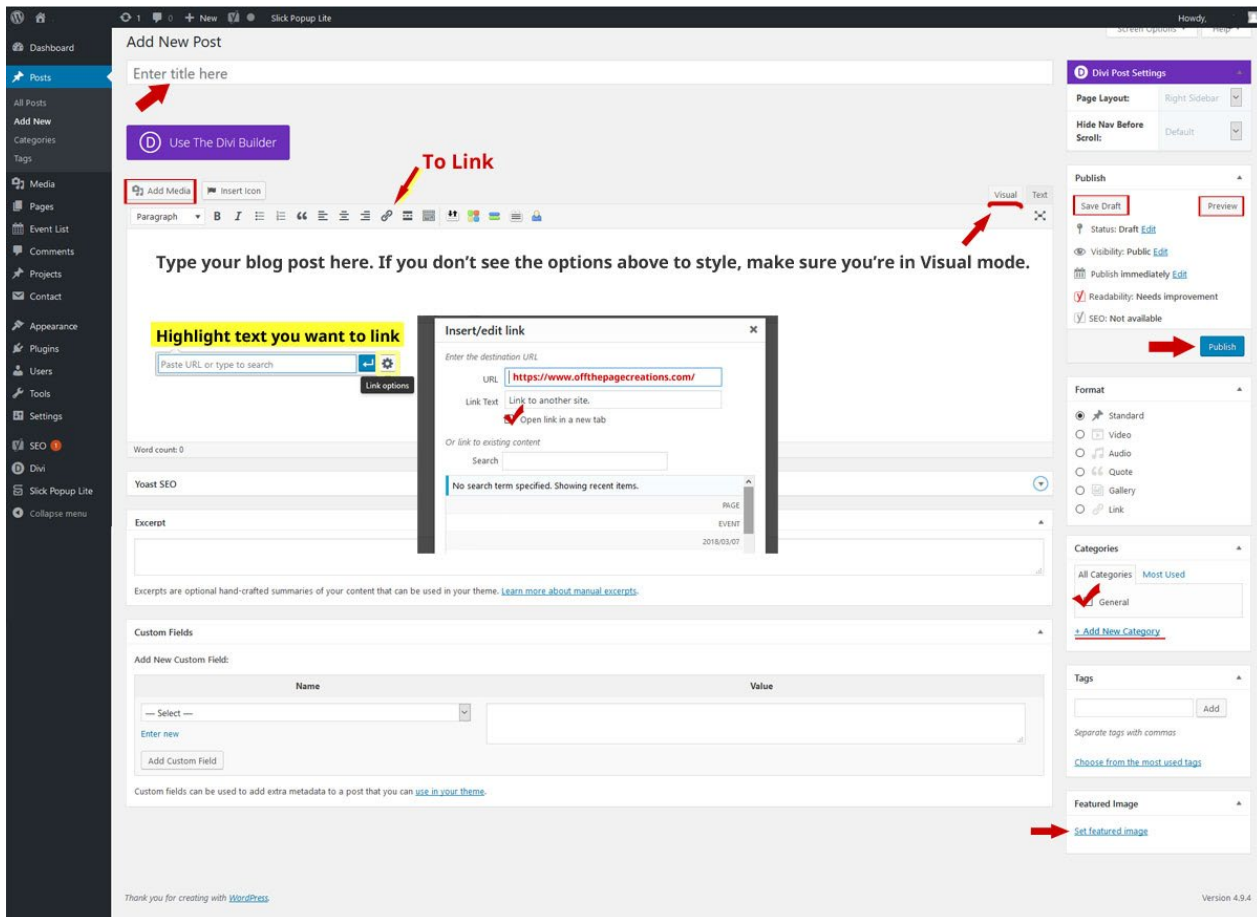 1 0 + New Slick Popup Lite Howdy,
Screen Options Help
Dashboard
Posts
All Posts
Add New
Categories
Tags
Media
Pages
Event List
Comments
Projects
Contact
Appearance
Plugins
Users
Tools
Settings
SEO 1
Divi
Slick Popup Lite
Collapse menu
Add New Post
Enter title here
Use The Divi Builder
To Link
Add Media Insert Icon
Visual Text
Paragraph B I
Type your blog post here. If you don’t see the options above to style, make sure you’re in Visual mode.
Highlight text you want to link
Paste URL or type to search
Link options
Insert/edit link
Enter the destination URL
URL https://www.offthepagecreations.com/
Link Text Link to another site.
Open link in a new tab
Or link to existing content
Search
No search term specified. Showing recent items.
PAGE
EVENT
2018/03/07
Word count: 0
Yoast SEO
Excerpt
Excerpts are optional hand-crafted summaries of your content that can be used in your theme. Learn more about manual excerpts.
Custom Fields
Add New Custom Field:
Name Value
— Select —
Enter new
Add Custom Field
Custom fields can be used to add extra metadata to a post that you can use in your theme.
Divi Post Settings
Page Layout: Right Sidebar
Hide Nav Before Default
Scroll:
Publish
Save Draft Preview
Status: Draft Edit
Visibility: Public Edit
Publish immediately Edit
Readability: Needs improvement
SEO: Not available
Publish
Format
Standard
Video
Audio
Quote
Gallery
Link
Categories
All Categories Most Used
General
+ Add New Category
Tags
Add
Separate tags with commas
Choose from the most used tags
Featured Image
Set featured image
Thank you for creating with WordPress.
Version 4.9.4